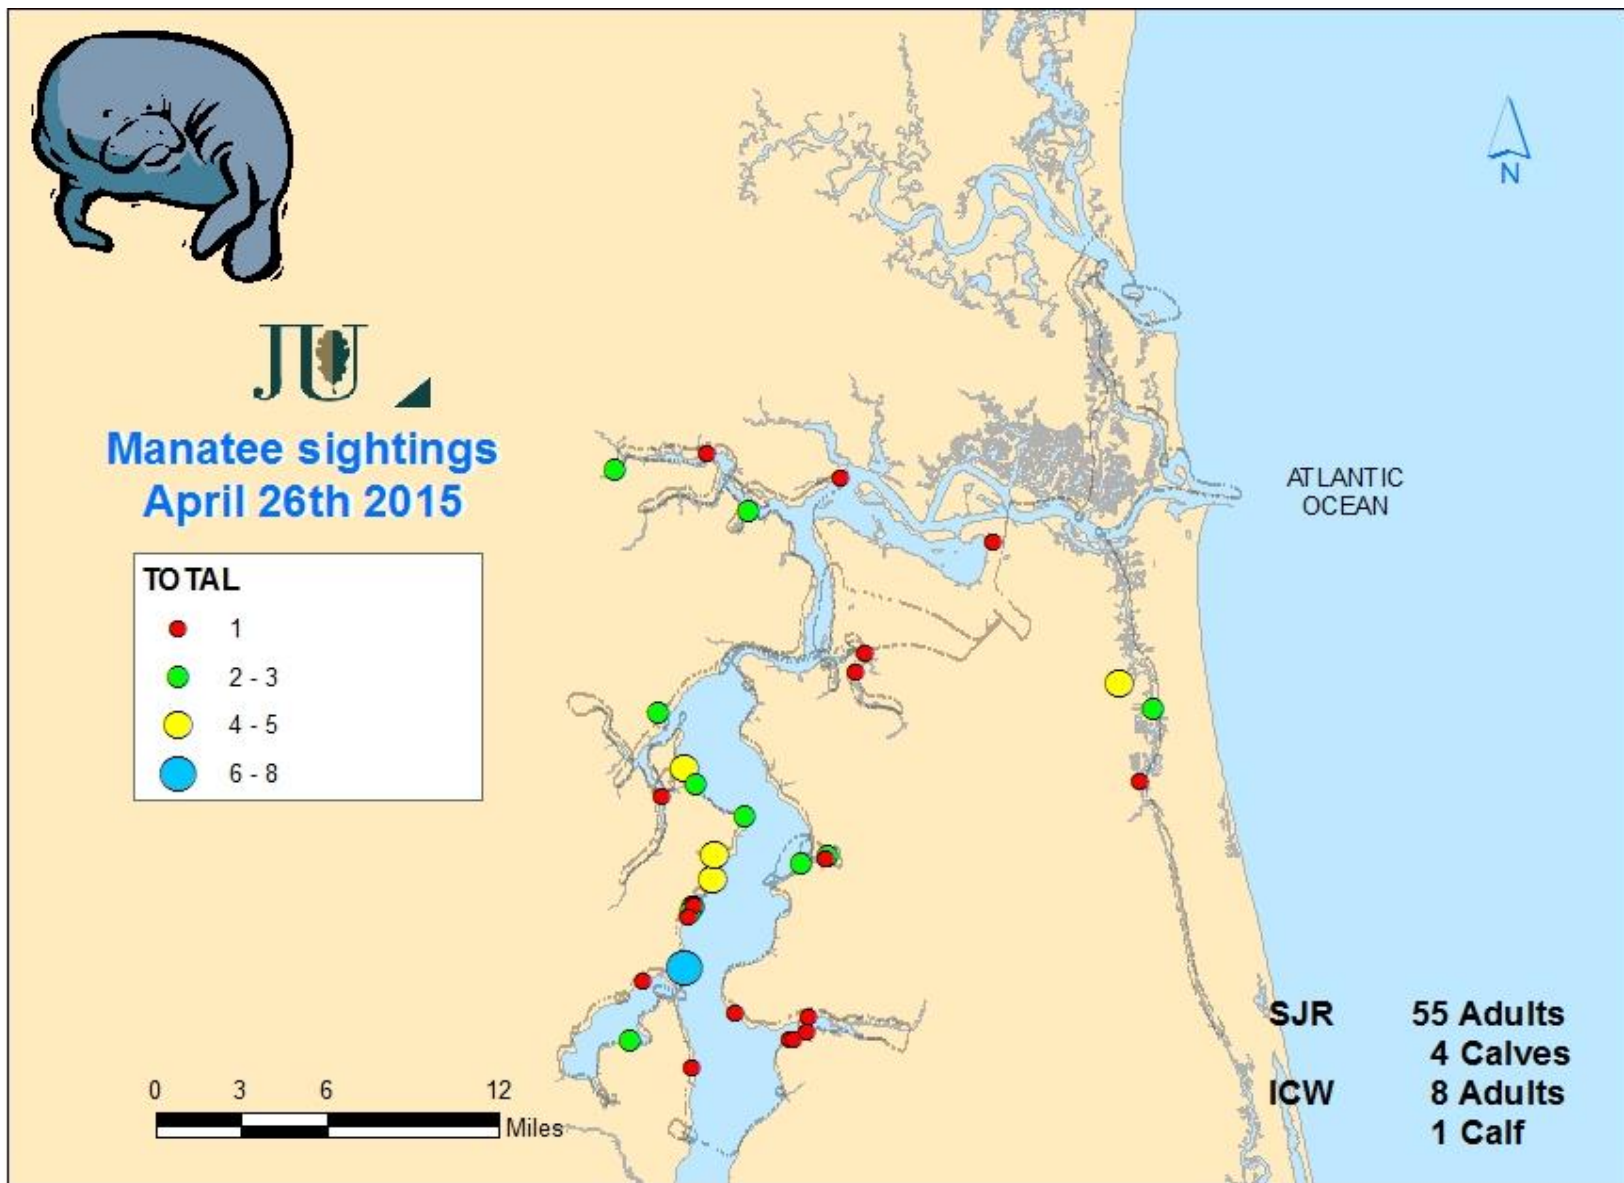 N
JU
Manatee sightings
April 26th 2015
ATLANTIC
OCEAN
TOTAL
1
2 - 3
4 - 5
6 - 8
SJR 55 Adults
4 Calves
ICW 8 Adults
1 Calf
0 3 6 12
Miles